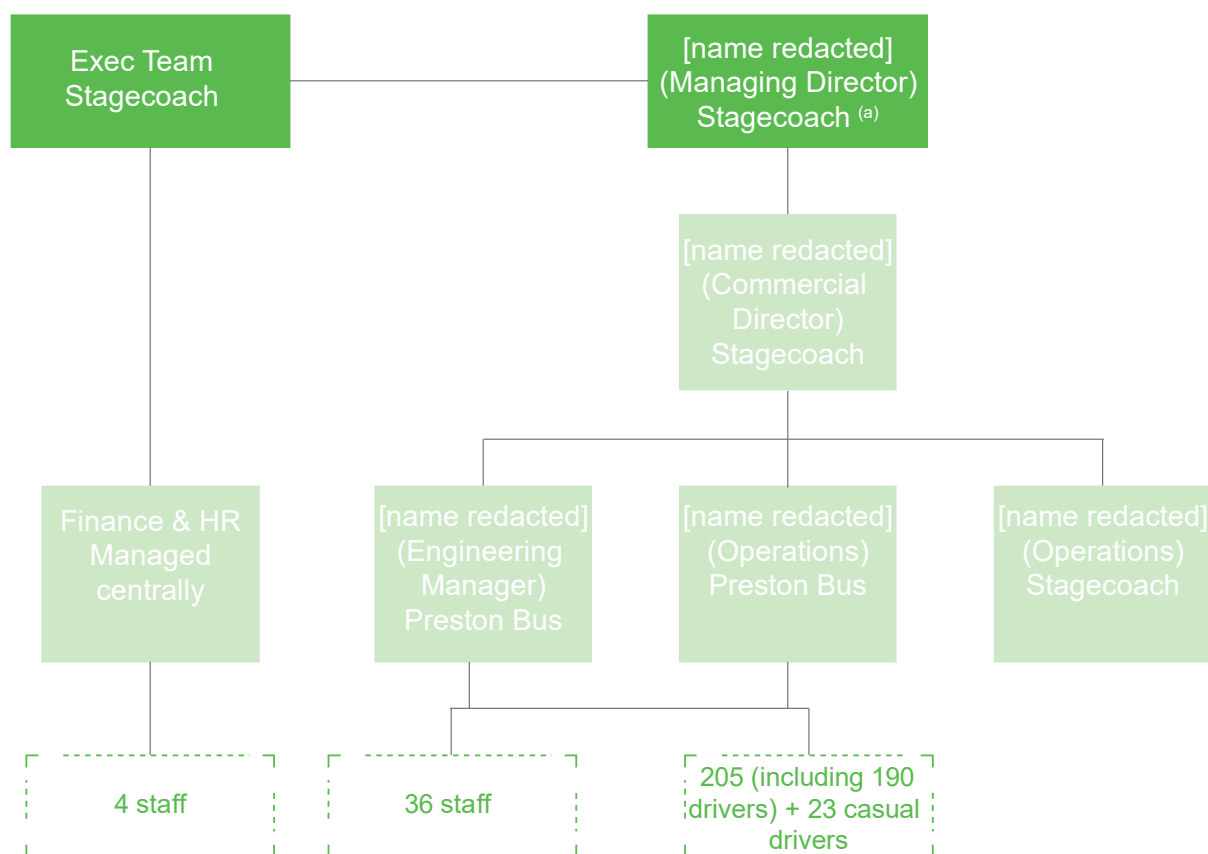 Exec Team
Stagecoach
[name redacted]
(Managing Director)
Stagecoach (a)
[name redacted]
(Commercial
Director)
Stagecoach
Finance & HR
Managed
centrally
[name redacted]
(Engineering
Manager)
Preston Bus
[name redacted]
(Operations)
Preston Bus
[name redacted]
(Operations)
Stagecoach
4 staff
36 staff
205 (including 190
drivers) + 23 casual
drivers